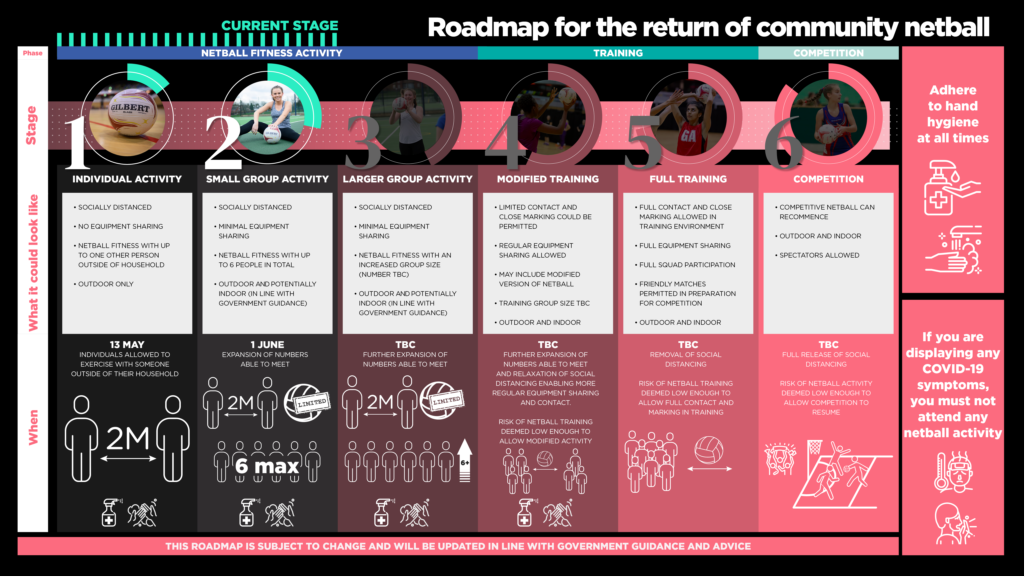 CURRENT STAGE
Roadmap for the return of community netball
Phase
NETBALL FITNESS ACTIVITY
TRAINING
COMPETITION
Stage
1
GILBERT
2
3
4
5
GA
6
What it could look like
INDIVIDUAL ACTIVITY
• SOCIALLY DISTANCED
• NO EQUIPMENT SHARING
• NETBALL FITNESS WITH UP
TO ONE OTHER PERSON
OUTSIDE OF HOUSEHOLD
• OUTDOOR ONLY
SMALL GROUP ACTIVITY
• SOCIALLY DISTANCED
• MINIMAL EQUIPMENT
SHARING
• NETBALL FITNESS WITH UP
TO 6 PEOPLE IN TOTAL
• OUTDOOR AND POTENTIALLY
INDOOR (IN LINE WITH
GOVERNMENT GUIDANCE)
LARGER GROUP ACTIVITY
• SOCIALLY DISTANCED
• MINIMAL EQUIPMENT
SHARING
• NETBALL FITNESS WITH AN
INCREASED GROUP SIZE
(NUMBER TBC)
• OUTDOOR AND POTENTIALLY
INDOOR (IN LINE WITH
GOVERNMENT GUIDANCE)
MODIFIED TRAINING
• LIMITED CONTACT AND
CLOSE MARKING COULD BE
PERMITTED
• REGULAR EQUIPMENT
SHARING ALLOWED
• MAY INCLUDE MODIFIED
VERSION OF NETBALL
• TRAINING GROUP SIZE TBC
• OUTDOOR AND INDOOR
FULL TRAINING
• FULL CONTACT AND CLOSE
MARKING ALLOWED IN
TRAINING ENVIRONMENT
• FULL EQUIPMENT SHARING
• FULL SQUAD PARTICIPATION
• FRIENDLY MATCHES
PERMITTED IN PREPARATION
FOR COMPETITION
• OUTDOOR AND INDOOR
COMPETITION
• COMPETITIVE NETBALL CAN
RECOMMENCE
• OUTDOOR AND INDOOR
• SPECTATORS ALLOWED
When
13 MAY
INDIVIDUALS ALLOWED TO
EXERCISE WITH SOMEONE
OUTSIDE OF THEIR HOUSEHOLD
2M
1 JUNE
EXPANSION OF NUMBERS
ABLE TO MEET
2M
LIMITED
6 max
TBC
FURTHER EXPANSION OF
NUMBERS ABLE TO MEET
2M
LIMITED
6+
TBC
FURTHER EXPANSION OF
NUMBERS ABLE TO MEET
AND RELAXATION OF SOCIAL
DISTANCING ENABLING MORE
REGULAR EQUIPMENT SHARING
AND CONTACT.
RISK OF NETBALL TRAINING
DEEMED LOW ENOUGH TO
ALLOW MODIFIED ACTIVITY
TBC
REMOVAL OF SOCIAL
DISTANCING
RISK OF NETBALL TRAINING
DEEMED LOW ENOUGH TO
ALLOW FULL CONTACT AND
MARKING IN TRAINING
TBC
FULL RELEASE OF SOCIAL
DISTANCING
RISK OF NETBALL ACTIVITY
DEEMED LOW ENOUGH TO
ALLOW COMPETITION TO
RESUME
Adhere
to hand
hygiene
at all times
If you are
displaying any
COVID-19
symptoms,
you must not
attend any
netball activity
THIS ROADMAP IS SUBJECT TO CHANGE AND WILL BE UPDATED IN LINE WITH GOVERNMENT GUIDANCE AND ADVICE